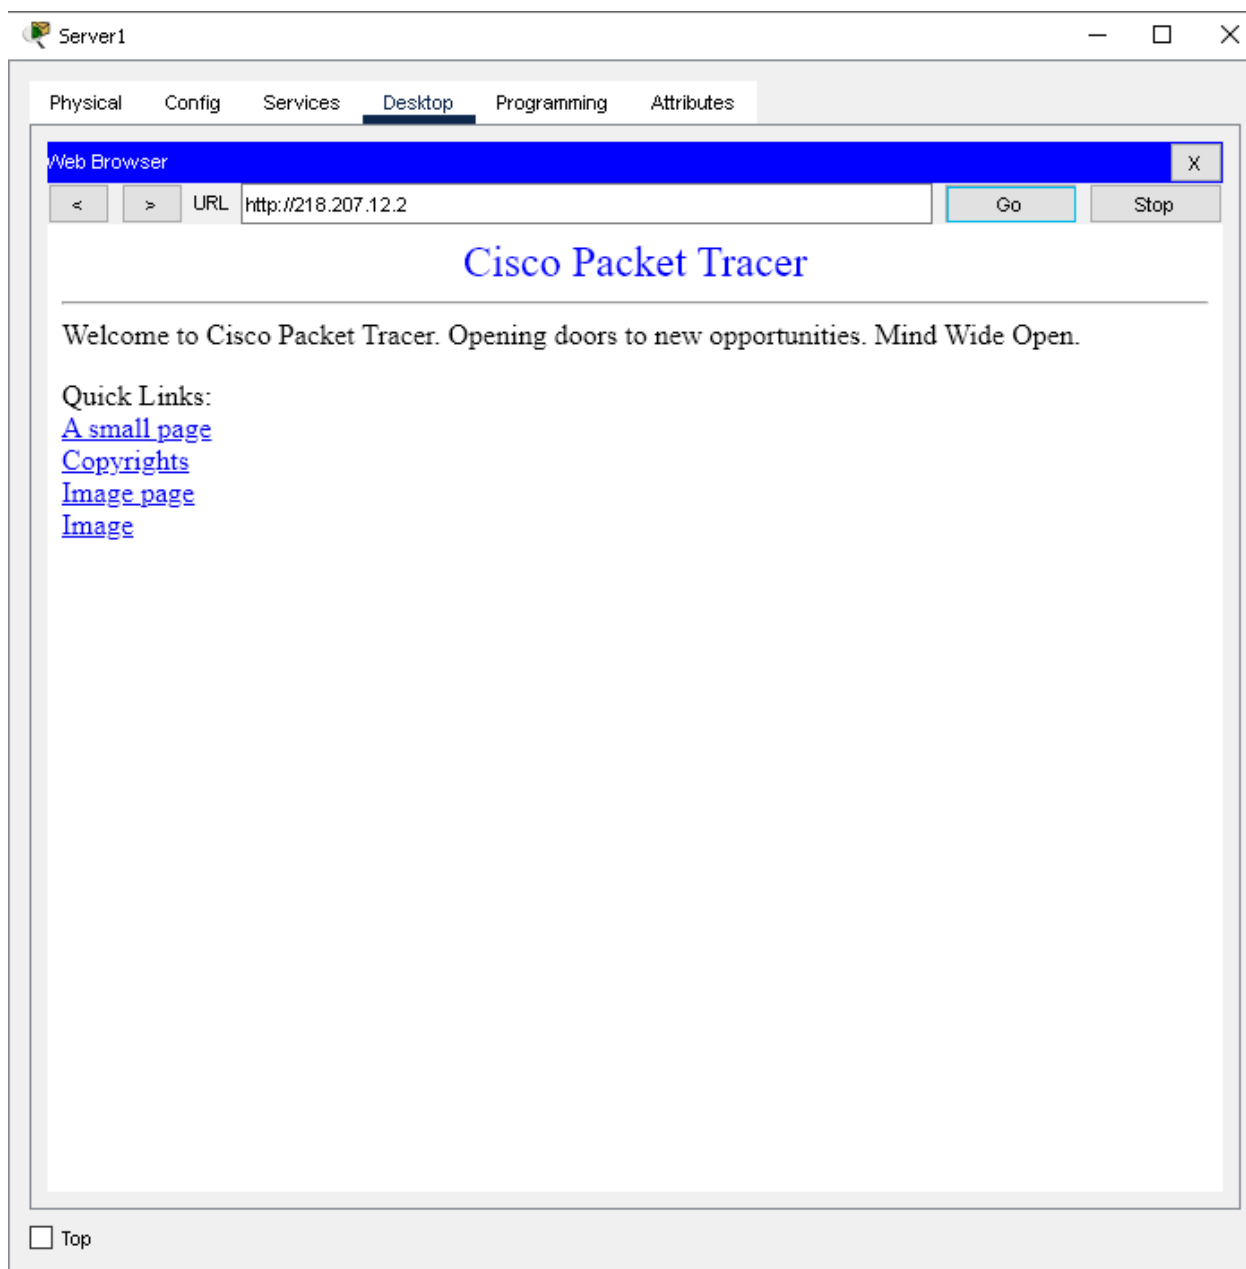 Server1
Physical Config Services Desktop Programming Attributes
Web Browser X
< > URL http://218.207.12.2 Go Stop
Cisco Packet Tracer
Welcome to Cisco Packet Tracer. Opening doors to new opportunities. Mind Wide Open.
Quick Links:
A small page
Copyrights
Image page
Image
Top